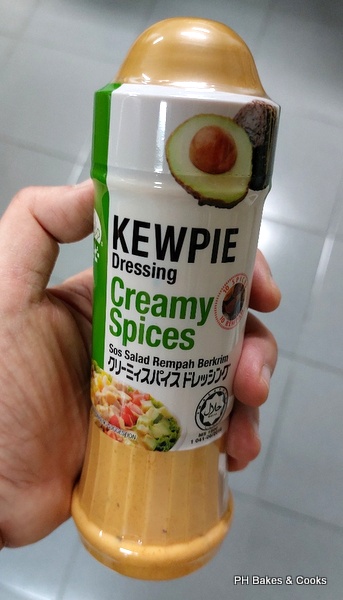 KEWPIE
Dressing
Creamy
Spices
Sos Salad Rempah Berkrim
クリーミィスパイス ドレッシング
حلال
PH Bakes & Cooks